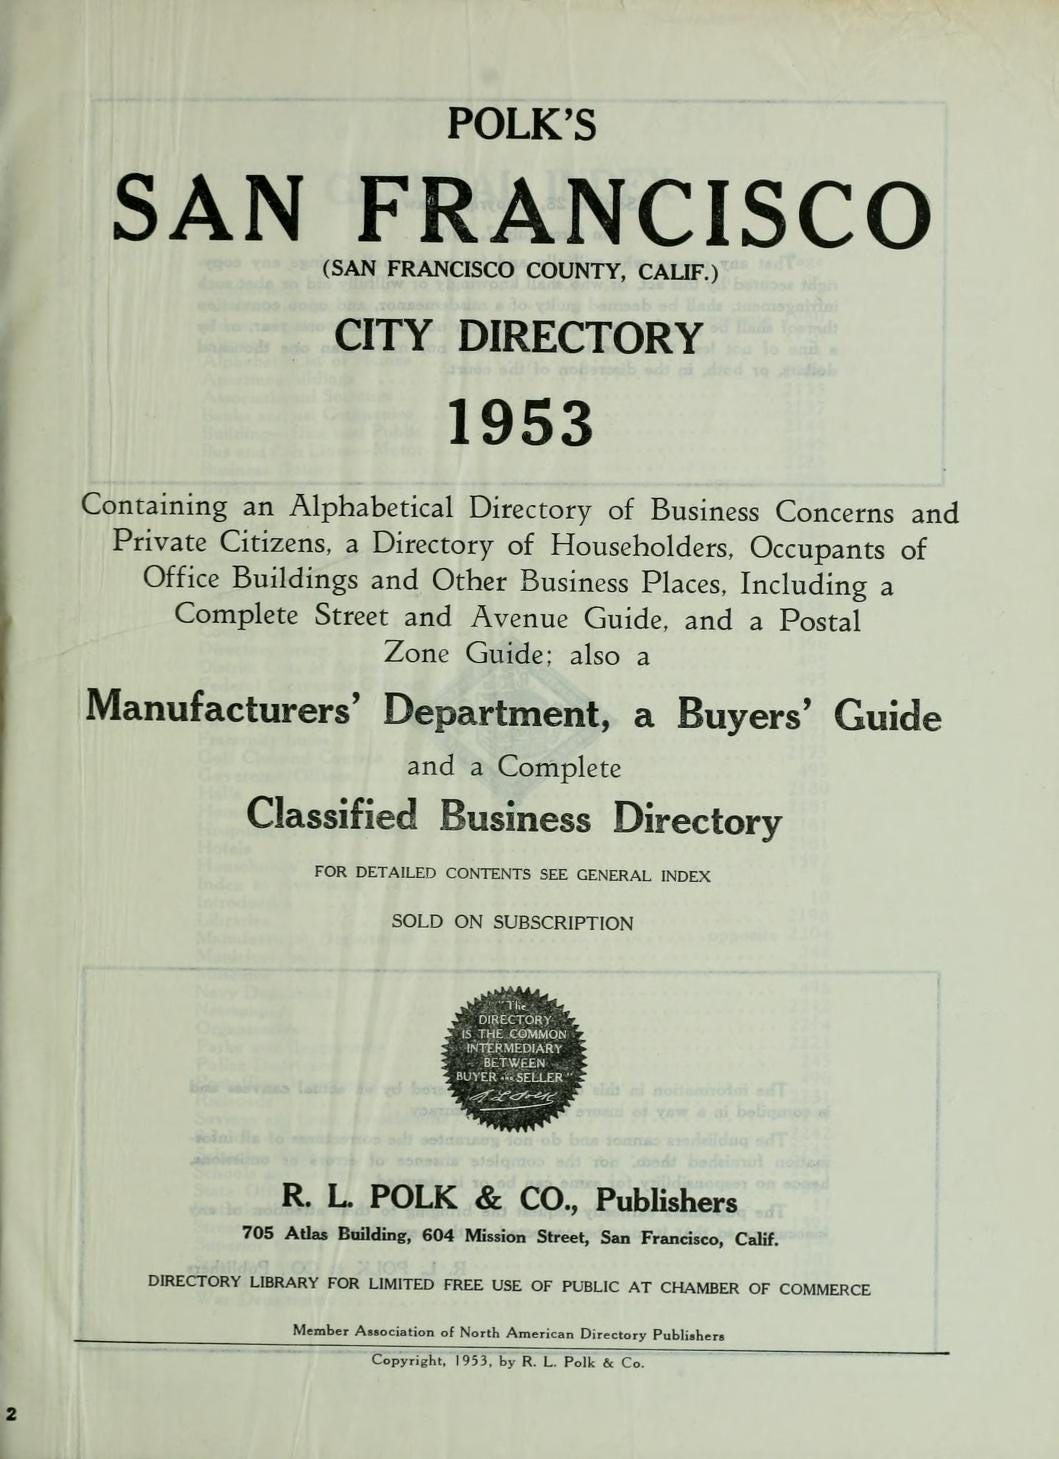 POLK'S
SAN FRANCISCO
(SAN FRANCISCO COUNTY, CALIF.)
CITY DIRECTORY
1953
Containing an Alphabetical Directory of Business Concerns and
Private Citizens, a Directory of Householders, Occupants of
Office Buildings and Other Business Places, Including a
Complete Street and Avenue Guide, and a Postal
Zone Guide; also a
Manufacturers' Department, a Buyers' Guide
and a Complete
Classified Business Directory
FOR DETAILED CONTENTS SEE GENERAL INDEX
SOLD ON SUBSCRIPTION
"The
DIRECTORY
IS THE COMMON
INTERMEDIARY
BETWEEN
BUYER and SELLER"
R. L. Polk
R. L. POLK & CO., Publishers
705 Atlas Building, 604 Mission Street, San Francisco, Calif.
DIRECTORY LIBRARY FOR LIMITED FREE USE OF PUBLIC AT CHAMBER OF COMMERCE
Member Association of North American Directory Publishers
Copyright, 1953, by R. L. Polk & Co.
2